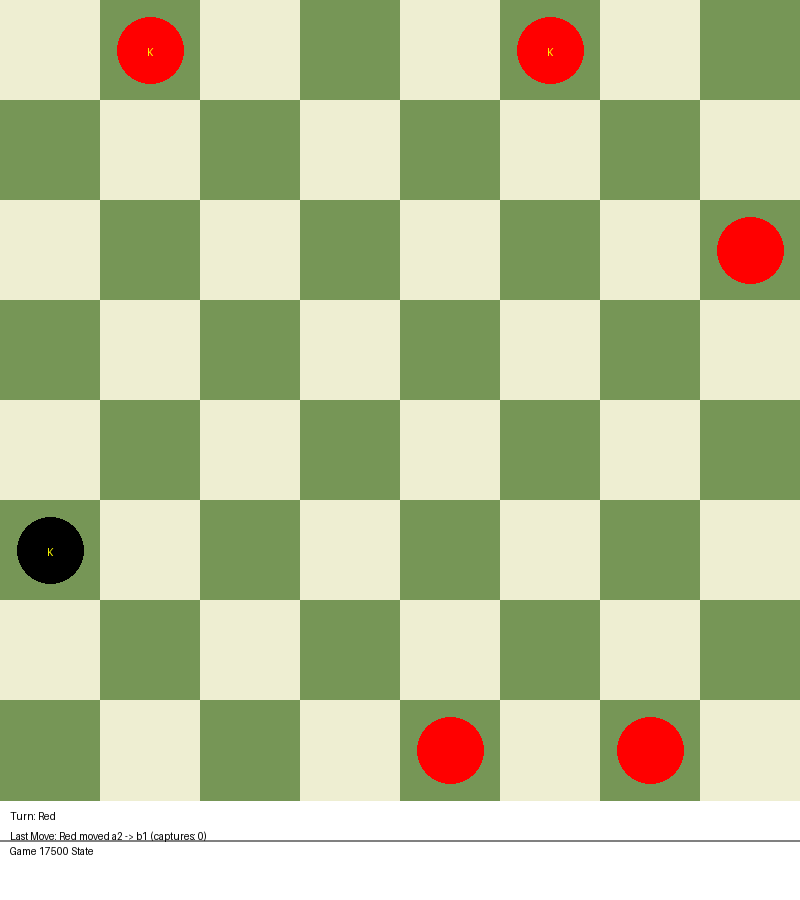 K K
K
Turn: Red
Last Move: Red moved a2 -> b1 (captures: 0)
Game 17500 State